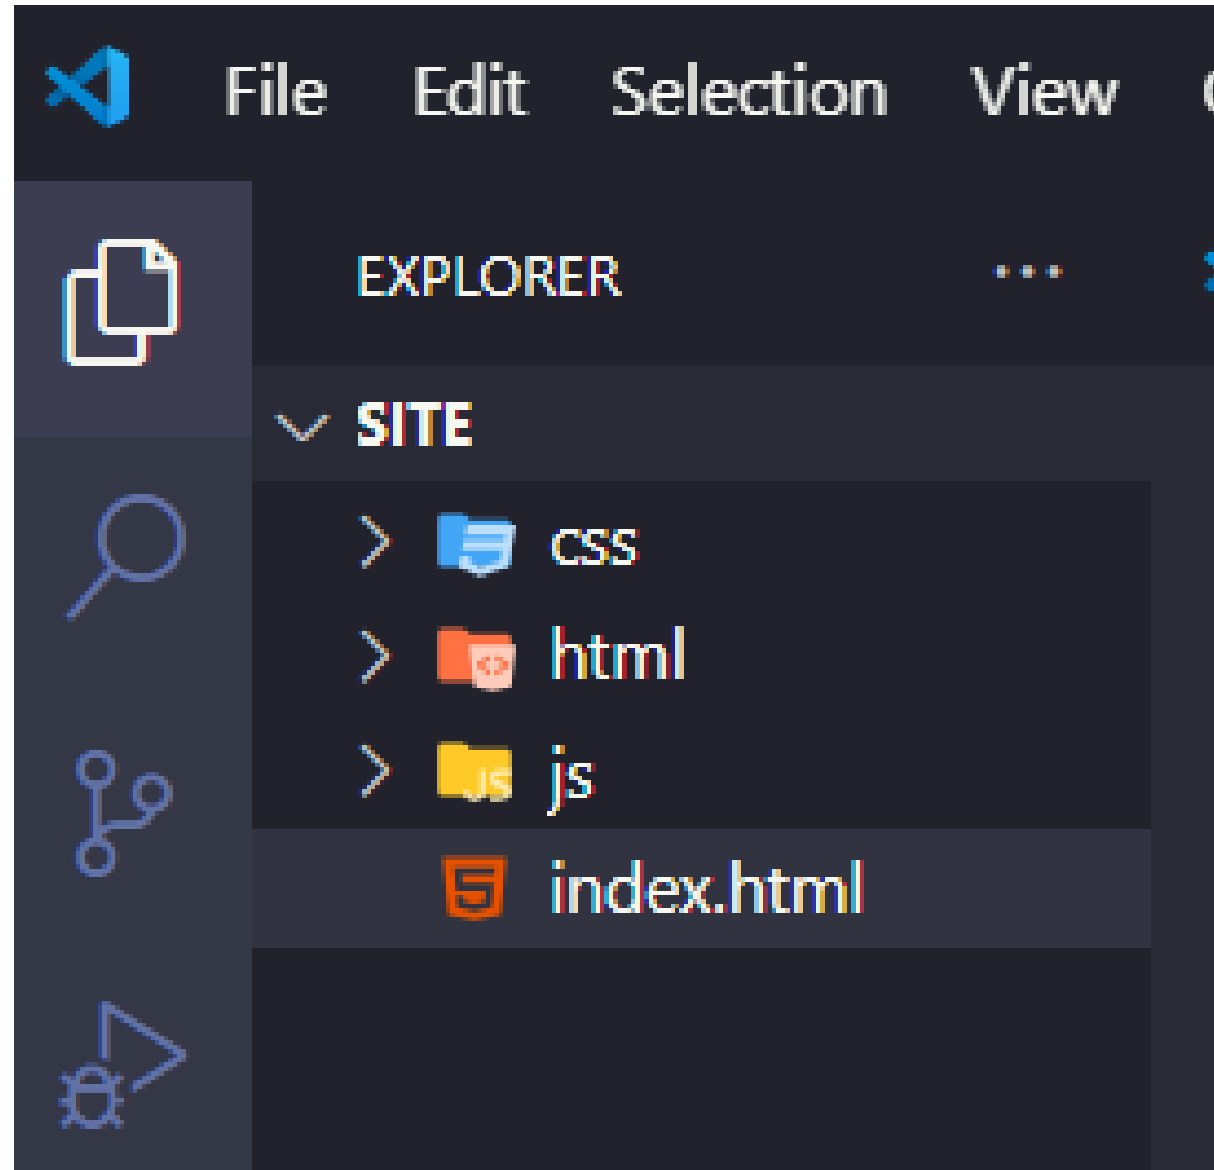 File Edit Selection View
EXPLORER ...
SITE
css
html
js
index.html